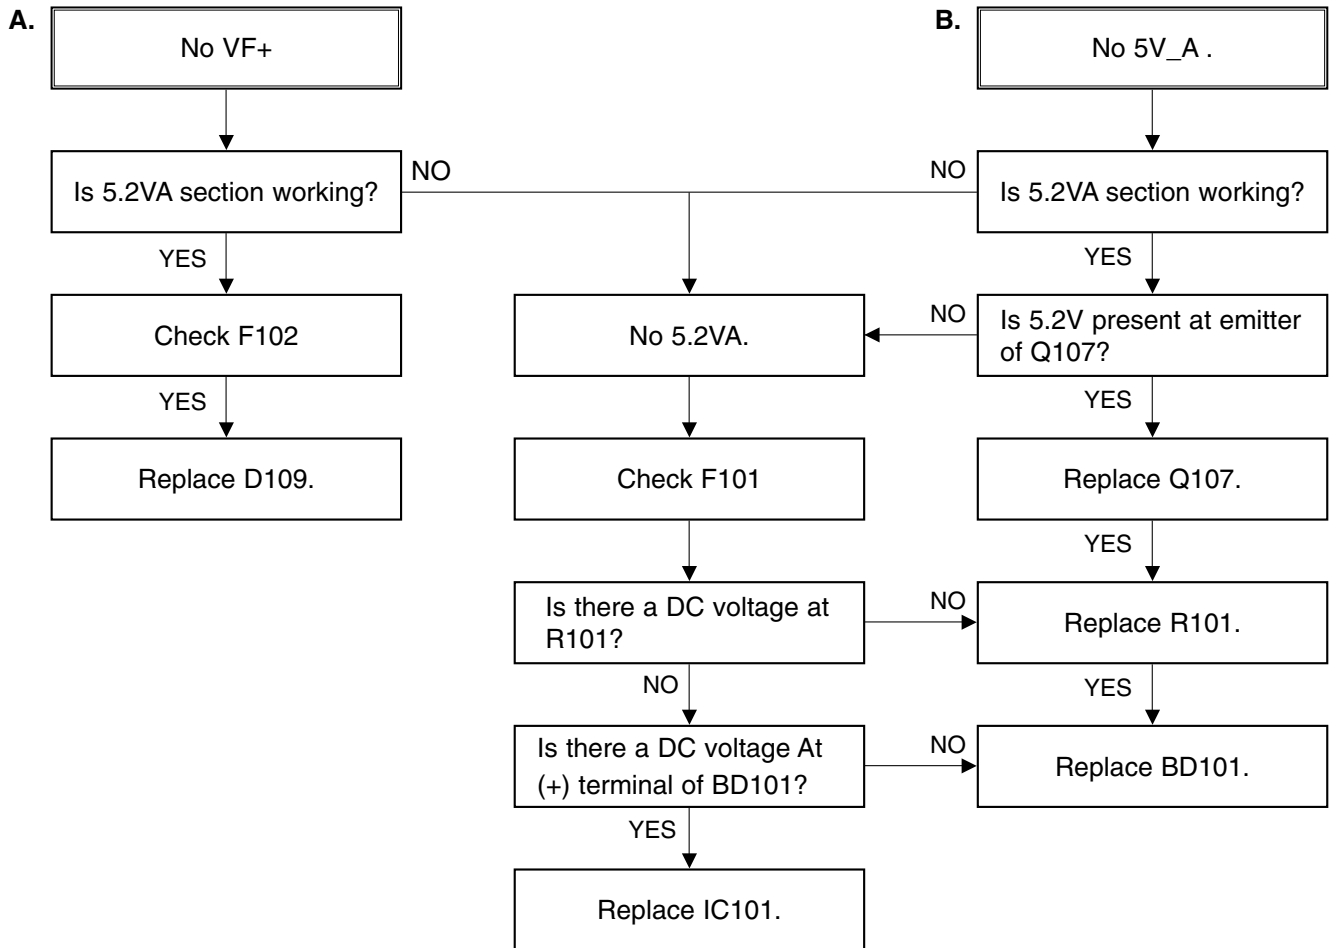 A.
No VF+
Is 5.2VA section working?
NO
YES
Check F102
YES
Replace D109.
B.
No 5V_A .
NO
Is 5.2VA section working?
YES
NO
Is 5.2V present at emitter
of Q107?
YES
Replace Q107.
YES
Replace R101.
YES
Replace BD101.
No 5.2VA.
Check F101
Is there a DC voltage at
R101?
NO
NO
Is there a DC voltage At
(+) terminal of BD101?
NO
YES
Replace IC101.